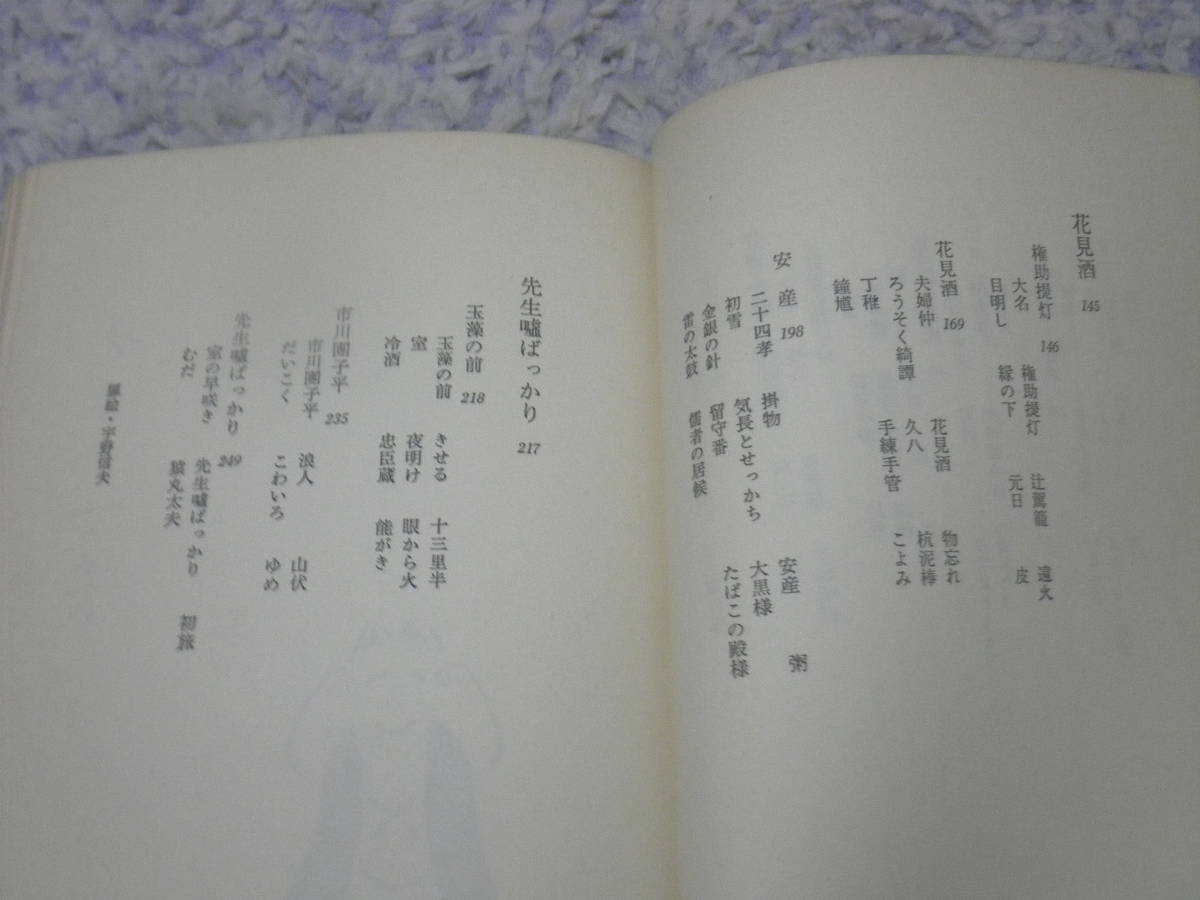 花見酒 145
権助提灯 146
権助提灯 辻駕籠 遠火
大名 縁の下 元日 皮
目明し
花見酒 169
花見酒 物忘れ
夫婦仲 久八 杭泥棒
ろうそく綺譚 手練手管 こよみ
丁稚
鐘馗
安産 198
安産 粥
二十四孝 掛物 大黒様
初雪 気長とせっかち たばこの殿様
金銀の針 留守番
雷の太鼓 儒者の居候
先生嘘ばっかり 217
玉藻の前 218
玉藻の前 きせる 十三里半
室 夜明け 眼から火
冷酒 忠臣蔵 能がき
市川團子平 235
市川團子平 浪人 山伏
だいこく こわいろ ゆめ
先生嘘ばっかり 249
室の早咲き 先生嘘ばっかり 初旅
むだ 猿丸太夫
扉絵・宇野信夫